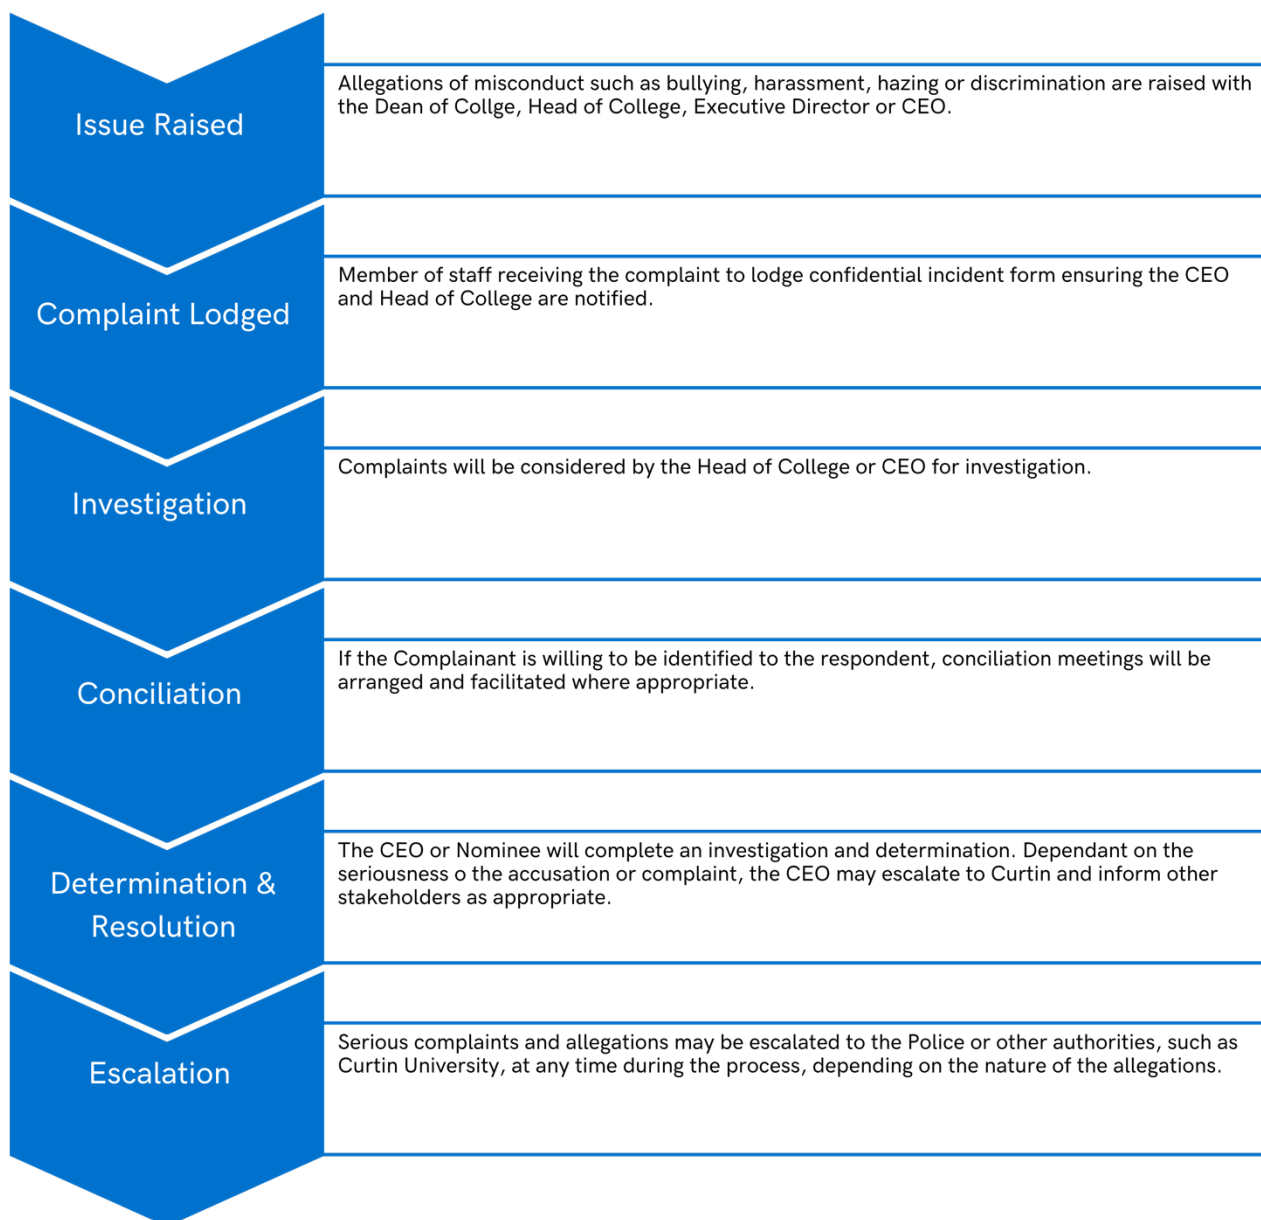 Issue Raised
Allegations of misconduct such as bullying, harassment, hazing or discrimination are raised with
the Dean of Collge, Head of College, Executive Director or CEO.
Complaint Lodged
Member of staff receiving the complaint to lodge confidential incident form ensuring the CEO
and Head of College are notified.
Investigation
Complaints will be considered by the Head of College or CEO for investigation.
Conciliation
If the Complainant is willing to be identified to the respondent, conciliation meetings will be
arranged and facilitated where appropriate.
Determination &
Resolution
The CEO or Nominee will complete an investigation and determination. Dependant on the
seriousness o the accusation or complaint, the CEO may escalate to Curtin and inform other
stakeholders as appropriate.
Escalation
Serious complaints and allegations may be escalated to the Police or other authorities, such as
Curtin University, at any time during the process, depending on the nature of the allegations.